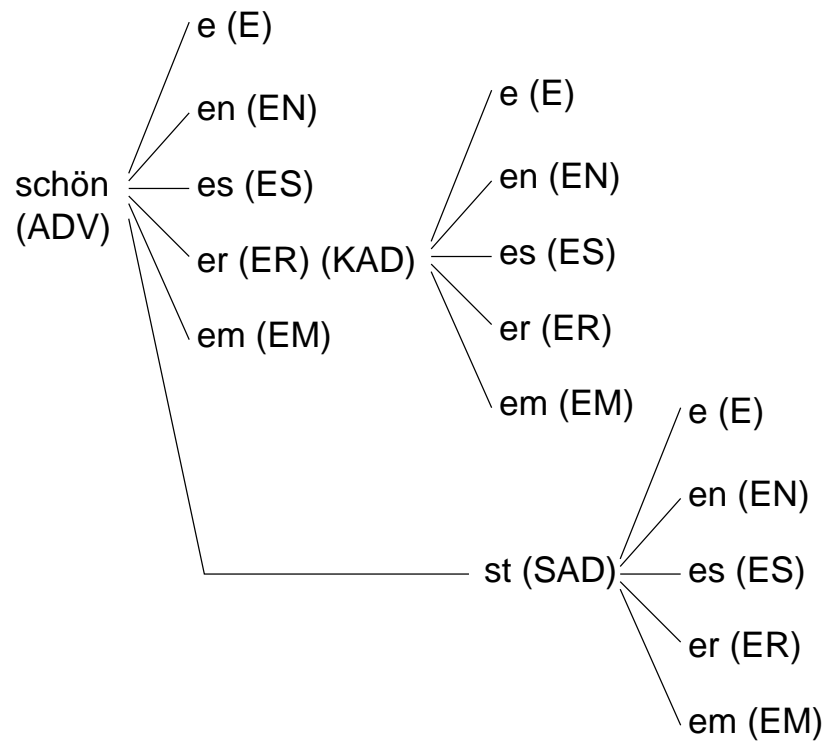 e (E)
en (EN)
schön
(ADV)
es (ES)
er (ER) (KAD)
em (EM)
e (E)
en (EN)
es (ES)
er (ER)
em (EM)
st (SAD)
e (E)
en (EN)
es (ES)
er (ER)
em (EM)